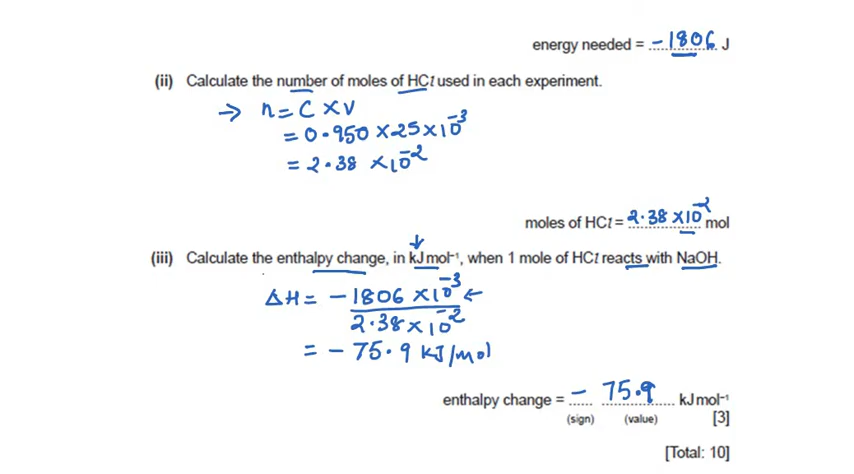 energy needed = -1806 J
(ii) Calculate the number of moles of HCl used in each experiment.
→ n = C × V
= 0.950 × 25 × 10⁻³
= 2.38 × 10⁻²
moles of HCl = 2.38 × 10⁻² mol
(iii) Calculate the enthalpy change, in kJ mol⁻¹, when 1 mole of HCl reacts with NaOH.
ΔH = -1806 × 10⁻³ ←
2.38 × 10⁻²
= - 75.9 KJ/mol
enthalpy change = - 75.9 kJ mol⁻¹
(sign) (value) [3]
[Total: 10]